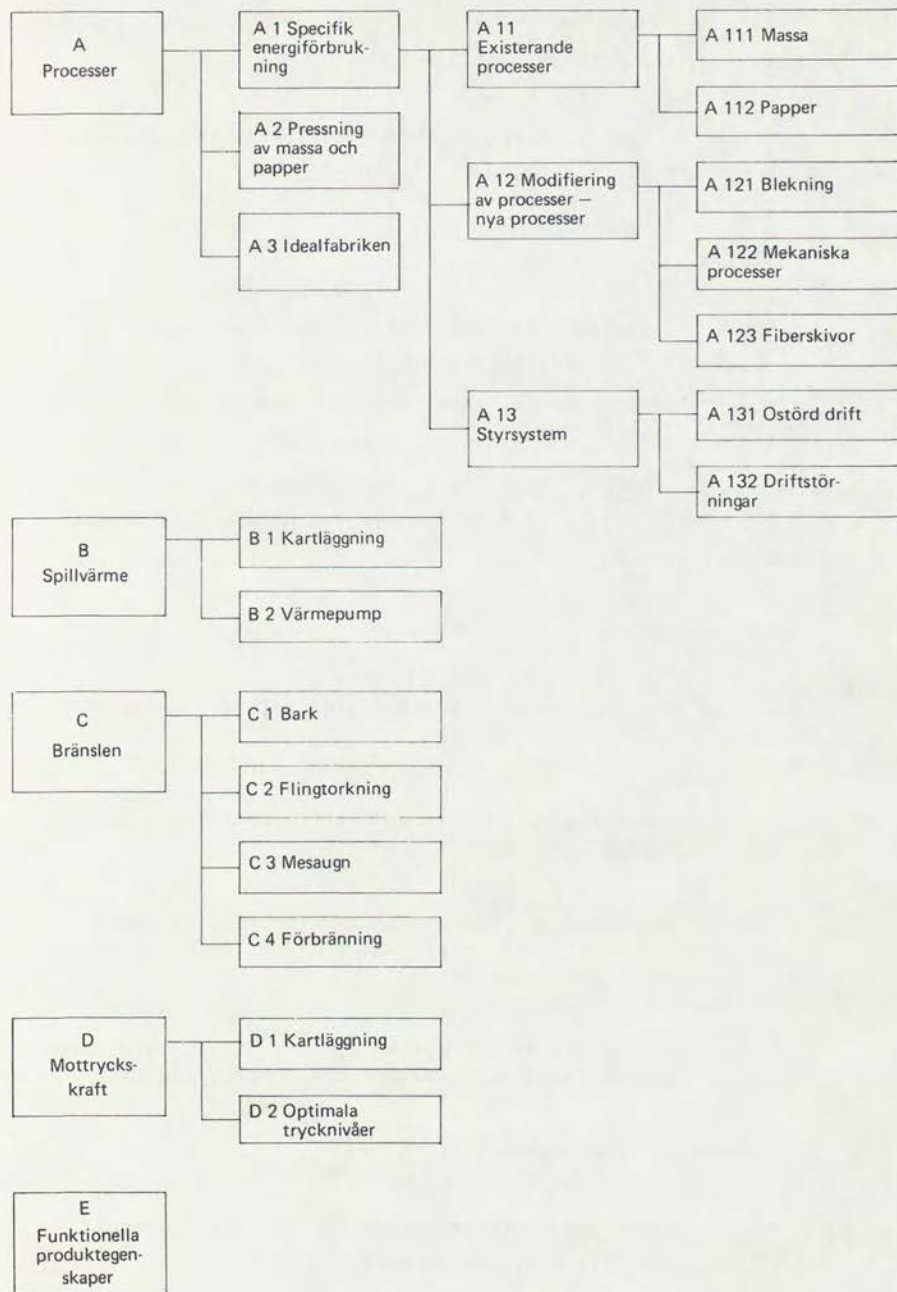 A
Processer
A 1 Specifik
energiförbruk-
ning
A 2 Pressning
av massa och
papper
A 3 Idealfabriken
A 11
Existerande
processer
A 111 Massa
A 112 Papper
A 12 Modifiering
av processer –
nya processer
A 121 Blekning
A 122 Mekaniska
processer
A 123 Fiberskivor
A 13
Styrsystem
A 131 Ostörd drift
A 132 Driftstör-
ningar
B
Spillvärme
B 1 Kartläggning
B 2 Värmepump
C
Bränslen
C 1 Bark
C 2 Flingtorkning
C 3 Mesaugn
C 4 Förbränning
D
Mottrycks-
kraft
D 1 Kartläggning
D 2 Optimala
trycknivåer
E
Funktionella
produktegen-
skaper